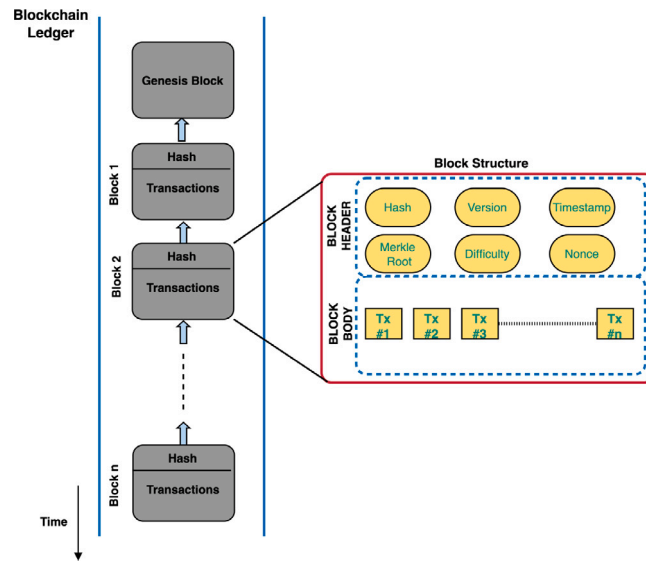 Blockchain
Ledger
Genesis Block
Block 1
Hash
Transactions
Block 2
Hash
Transactions
Block n
Hash
Transactions
Time
Block Structure
BLOCK
HEADER
Hash
Version
Timestamp
Merkle
Root
Difficulty
Nonce
BLOCK
BODY
Tx
#1
Tx
#2
Tx
#3
Tx
#n